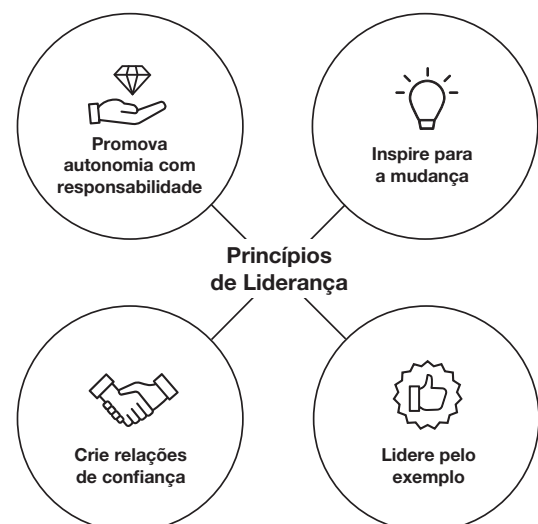 Promova
autonomia com
responsabilidade
Inspire para
a mudança
Princípios
de Liderança
Crie relações
de confiança
Lidere pelo
exemplo